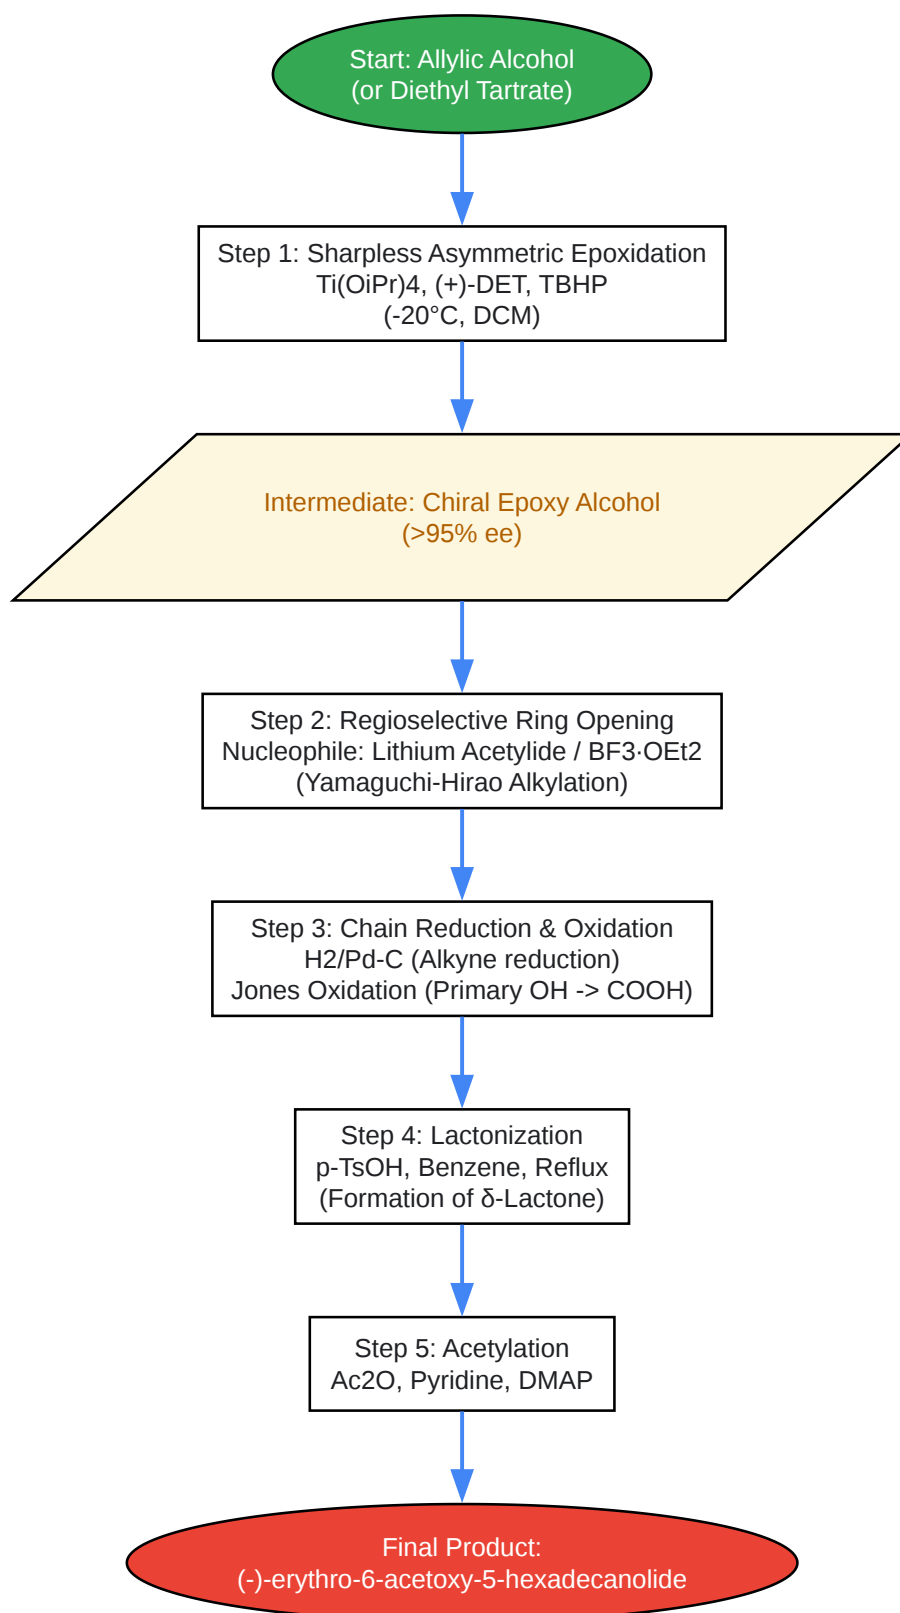 Start: Allylic Alcohol
(or Diethyl Tartrate)
Step 1: Sharpless Asymmetric Epoxidation
Ti(OiPr)4, (+)-DET, TBHP
(-20°C, DCM)
Intermediate: Chiral Epoxy Alcohol
(>95% ee)
Step 2: Regioselective Ring Opening
Nucleophile: Lithium Acetylide / BF3·OEt2
(Yamaguchi-Hirao Alkylation)
Step 3: Chain Reduction & Oxidation
H2/Pd-C (Alkyne reduction)
Jones Oxidation (Primary OH -> COOH)
Step 4: Lactonization
p-TsOH, Benzene, Reflux
(Formation of δ-Lactone)
Step 5: Acetylation
Ac2O, Pyridine, DMAP
Final Product:
(-)-erythro-6-acetoxy-5-hexadecanolide